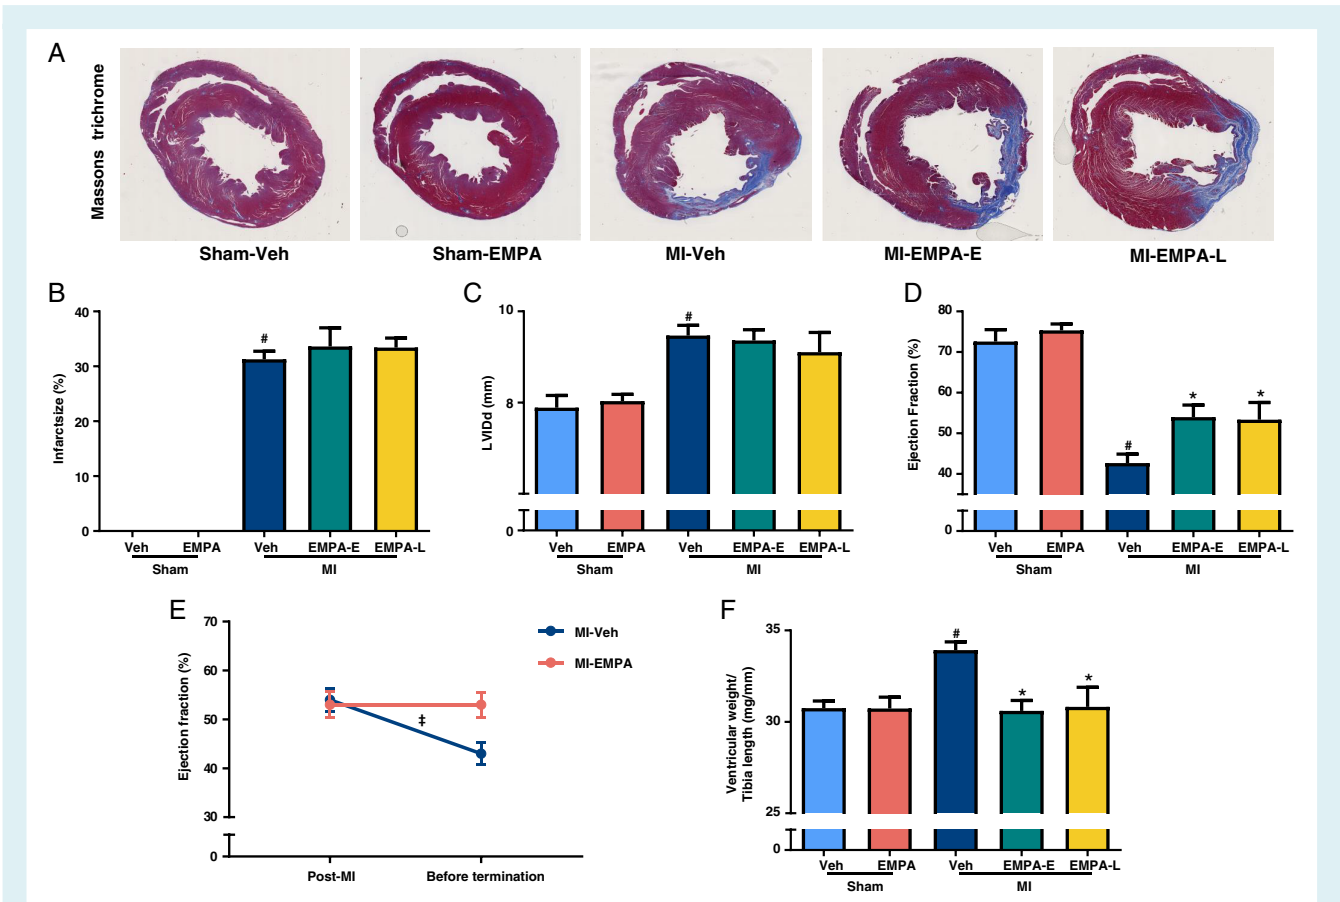 A
Massons trichrome
Sham-Veh
Sham-EMPA
MI-Veh
MI-EMPA-E
MI-EMPA-L
B
Infarctsize (%)
40
30
20
10
0
#
Veh EMPA Veh EMPA-E EMPA-L
Sham MI
C
LVIDd (mm)
10
8
0
#
Veh EMPA Veh EMPA-E EMPA-L
Sham MI
D
Ejection Fraction (%)
80
70
60
50
40
0
# * *
Veh EMPA Veh EMPA-E EMPA-L
Sham MI
E
Ejection fraction (%)
70
60
50
40
30
0
‡
MI-Veh
MI-EMPA
Post-MI Before termination
F
Ventricular weight/
Tibia length (mg/mm)
35
30
25
0
# * *
Veh EMPA Veh EMPA-E EMPA-L
Sham MI